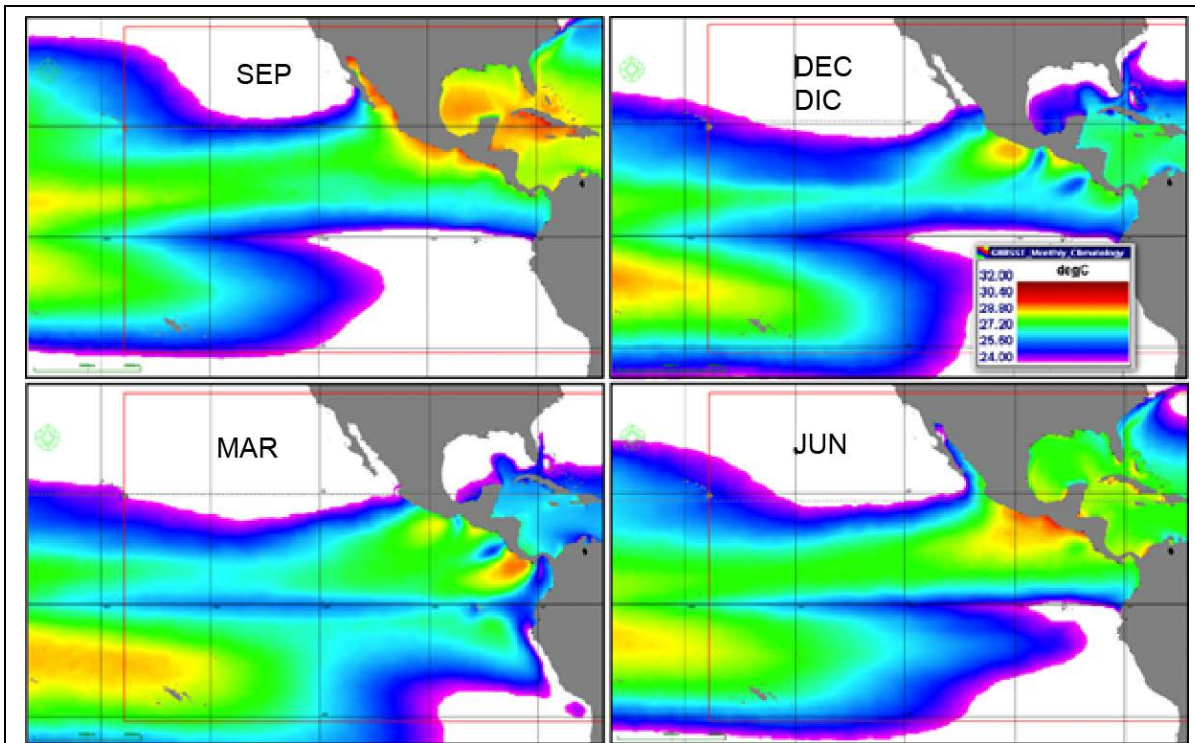 SEP
DEC
DIC
GHRSST_Monthly_Climatology
degC
32.00
30.40
28.80
27.20
25.60
24.00
MAR
JUN